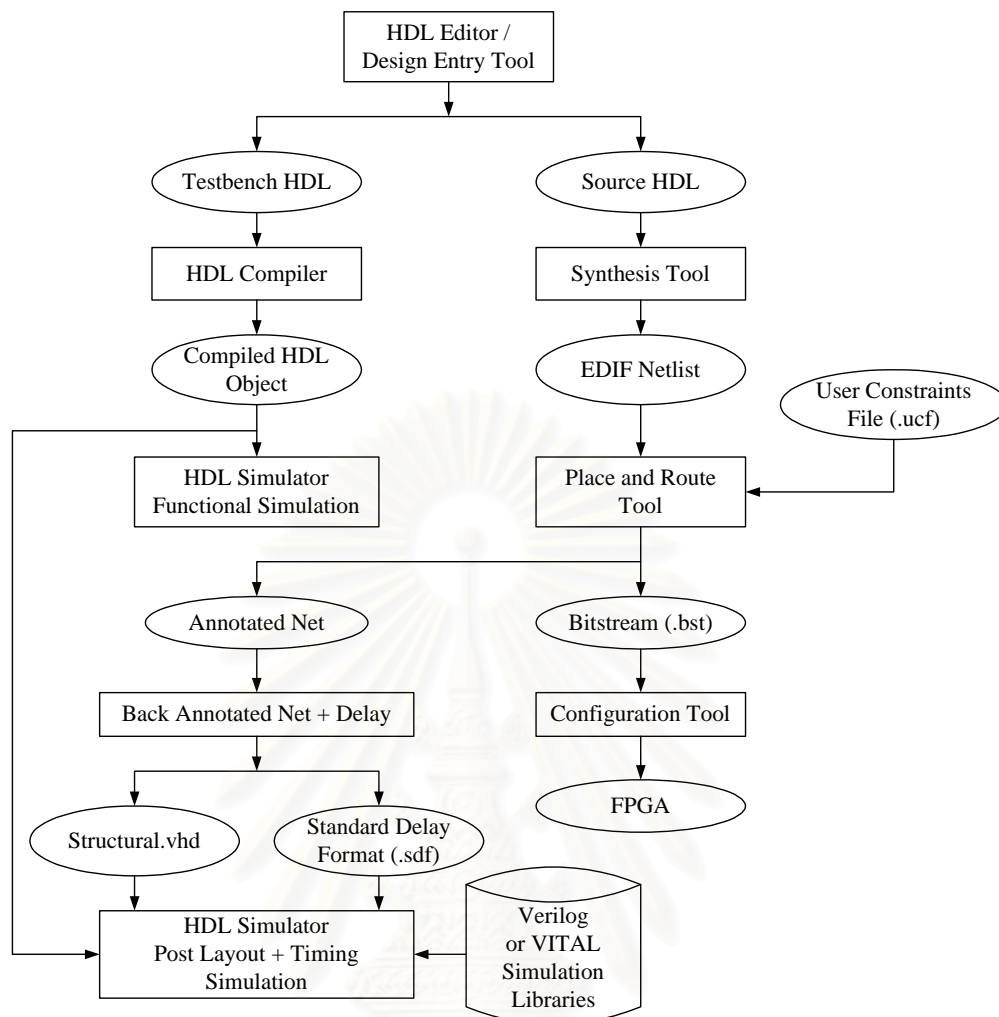 HDL Editor /
Design Entry Tool
Testbench HDL
Source HDL
HDL Compiler
Synthesis Tool
Compiled HDL
Object
EDIF Netlist
User Constraints
File (.ucf)
HDL Simulator
Functional Simulation
Place and Route
Tool
Annotated Net
Bitstream (.bst)
Back Annotated Net + Delay
Configuration Tool
Structural.vhd
Standard Delay
Format (.sdf)
FPGA
HDL Simulator
Post Layout + Timing
Simulation
Verilog
or VITAL
Simulation
Libraries